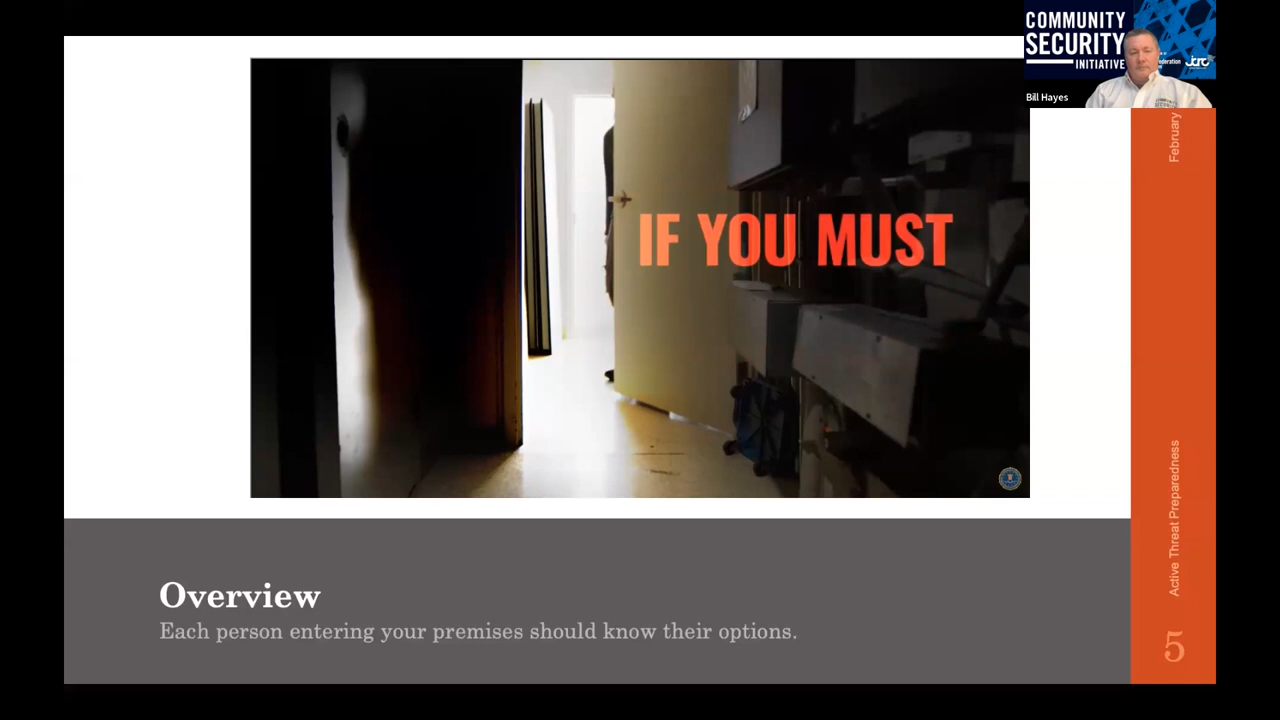 COMMUNITY
SECURITY
INITIATIVE
Bill Hayes
February
IF YOU MUST
Active Threat Preparedness
Overview
Each person entering your premises should know their options.
5